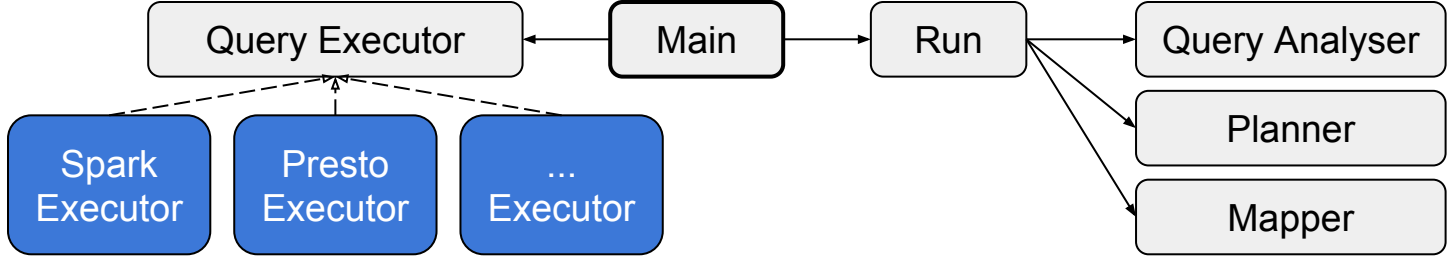 Query Executor
Main
Run
Query Analyser
Planner
Mapper
Spark
Executor
Presto
Executor
...
Executor